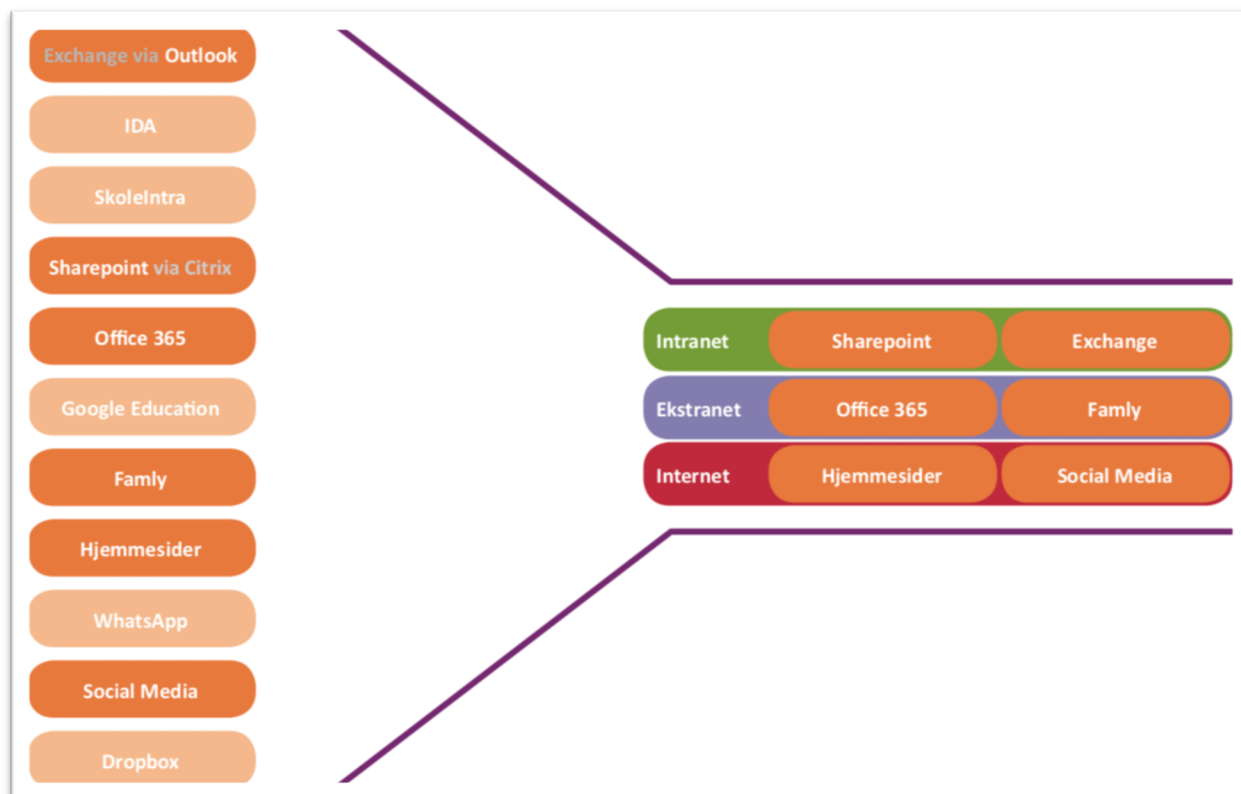 Exchange via Outlook
IDA
SkoleIntra
Sharepoint via Citrix
Office 365
Google Education
Famly
Hjemmesider
WhatsApp
Social Media
Dropbox
Intranet Sharepoint Exchange
Ekstranet Office 365 Famly
Internet Hjemmesider Social Media